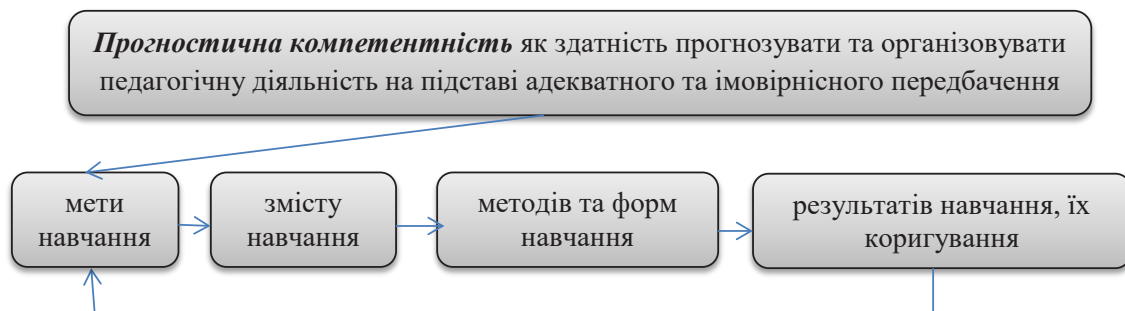 Прогностична компетентність як здатність прогнозувати та організовувати
педагогічну діяльність на підставі адекватного та імовірнісного передбачення
мети
навчання
змісту
навчання
методів та форм
навчання
результатів навчання, їх
коригування